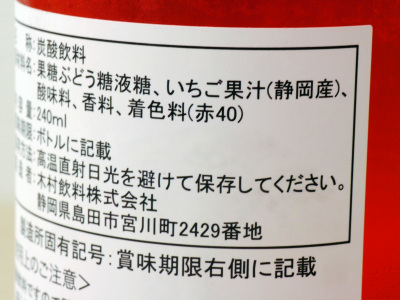 称:炭酸飲料
果糖ぶどう糖液糖、いちご果汁(静岡産)、
酸味料、香料、着色料(赤40)
240ml
ボトルに記載
高温直射日光を避けて保存してください。
者:木村飲料株式会社
静岡県島田市宮川町2429番地
製造所固有記号:賞味期限右側に記載
上のご注意>